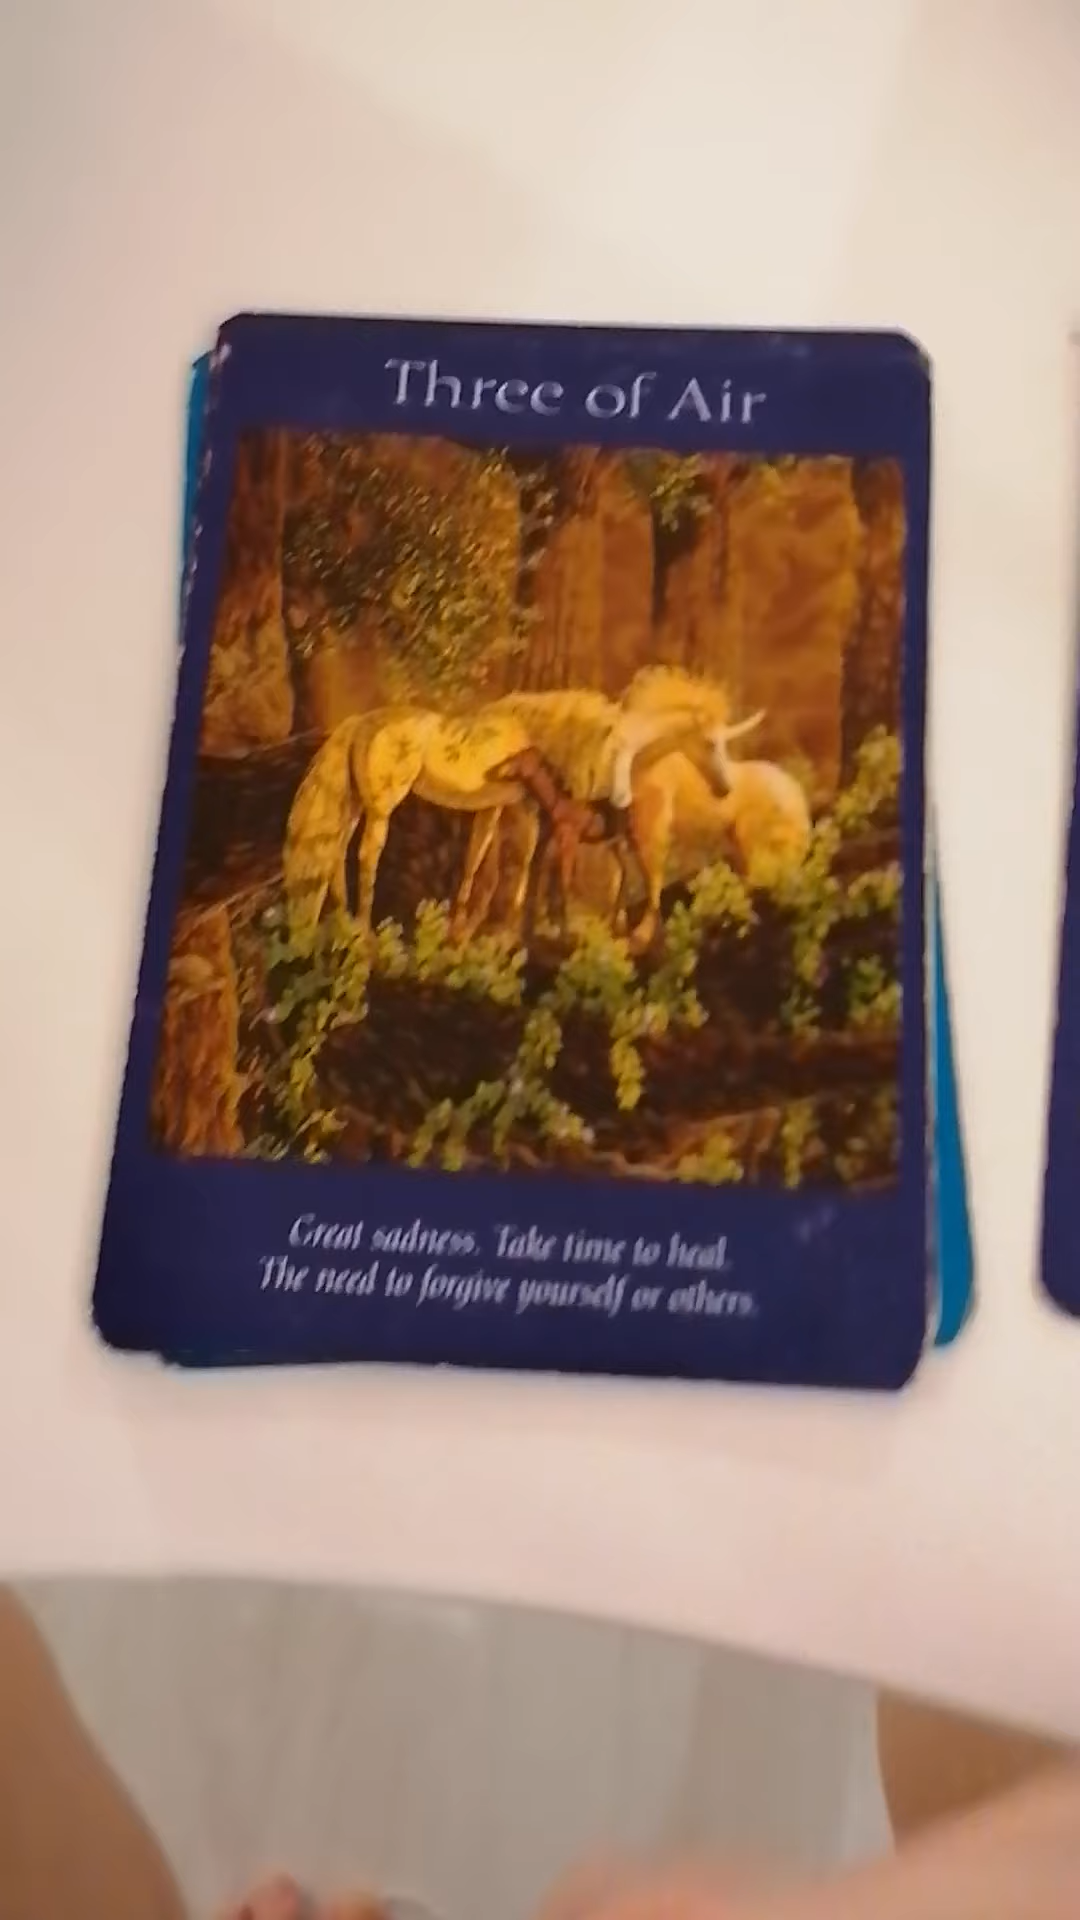 Three of Air
Great sadness. Take time to heal.
The need to forgive yourself or others.